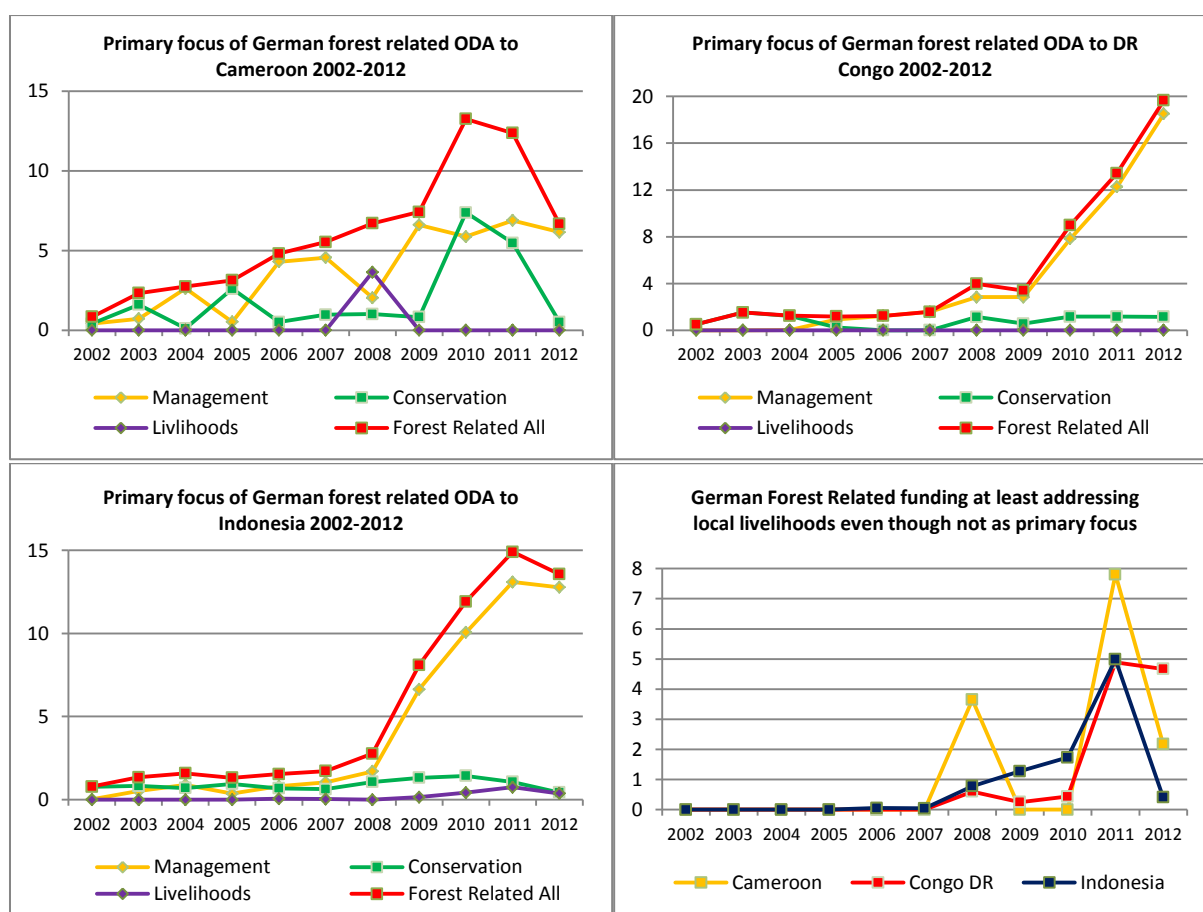 Primary focus of German forest related ODA to
Cameroon 2002-2012
15
10
5
0
2002 2003 2004 2005 2006 2007 2008 2009 2010 2011 2012
Management Conservation
Livlihoods Forest Related All
Primary focus of German forest related ODA to DR
Congo 2002-2012
20
16
12
8
4
0
2002 2003 2004 2005 2006 2007 2008 2009 2010 2011 2012
Management Conservation
Livelihoods Forest Related All
Primary focus of German forest related ODA to
Indonesia 2002-2012
15
10
5
0
2002 2003 2004 2005 2006 2007 2008 2009 2010 2011 2012
Management Conservation
Livelihoods Forest Related All
German Forest Related funding at least addressing
local livelihoods even though not as primary focus
8
7
6
5
4
3
2
1
0
2002 2003 2004 2005 2006 2007 2008 2009 2010 2011 2012
Cameroon Congo DR Indonesia